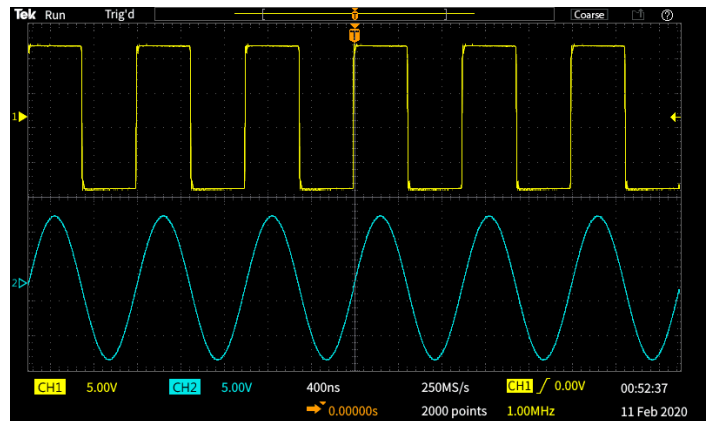 Tek Run Trig'd T Coarse ?
T
1
2
CH1 5.00V CH2 5.00V 400ns 250MS/s CH1 0.00V 00:52:37
0.00000s 2000 points 1.00MHz 11 Feb 2020